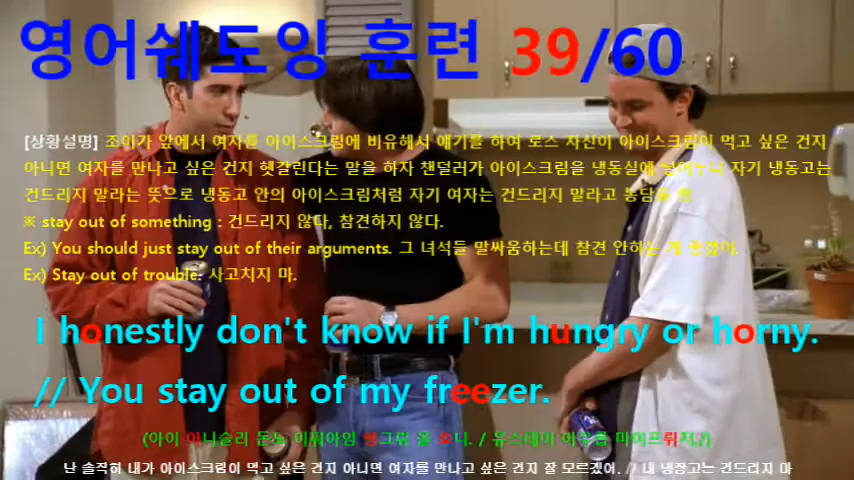 영어쉐도잉 훈련 39/60
[상황설명] 조이가 앞에서 여자를 아이스크림에 비유해서 얘기를 하여 로스 자신이 아이스크림이 먹고 싶은 건지
아니면 여자를 만나고 싶은 건지 헷갈린다는 말을 하자 챈덜러가 아이스크림을 냉동실에 넣어두니 자기 냉동고는
건드리지 말라는 뜻으로 냉동고 안의 아이스크림처럼 자기 여자는 건드리지 말라고 농담을
※ stay out of something : 건드리지 않다, 참견하지 않다.
Ex) You should just stay out of their arguments. 그 녀석들 말싸움하는데 참견 안하는 게 좋겠어.
Ex) Stay out of trouble. 사고치지 마.
I honestly don't know if I'm hungry or horny.
// You stay out of my freezer.
(아이 아니슬리 돈노 이쀠아임 헝그림 올 호니. / 유스테이 아우롭 마이프뤼저.)
난 솔직히 내가 아이스크림이 먹고 싶은 건지 아니면 여자를 만나고 싶은 건지 잘 모르겠어. // 내 냉장고는 건드리지 마